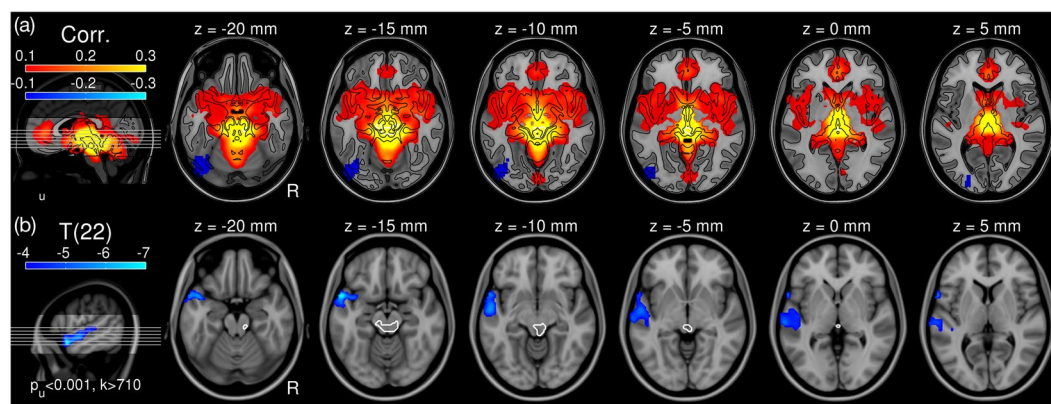 (a)
Corr.
0.1 0.2 0.3
-0.1 -0.2 -0.3
u
z = -20 mm z = -15 mm z = -10 mm z = -5 mm z = 0 mm z = 5 mm
R
(b)
T(22)
-4 -5 -6 -7
p_u<0.001, k>710
z = -20 mm z = -15 mm z = -10 mm z = -5 mm z = 0 mm z = 5 mm
R